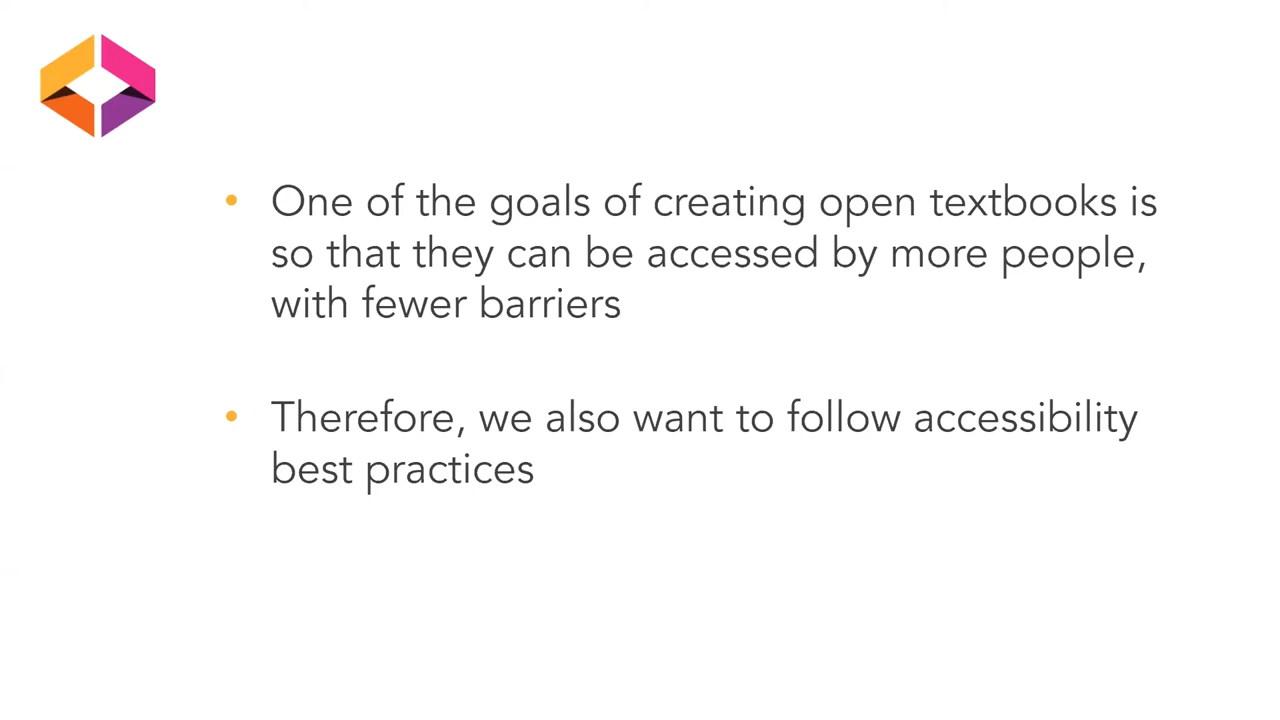 • One of the goals of creating open textbooks is
so that they can be accessed by more people,
with fewer barriers
• Therefore, we also want to follow accessibility
best practices